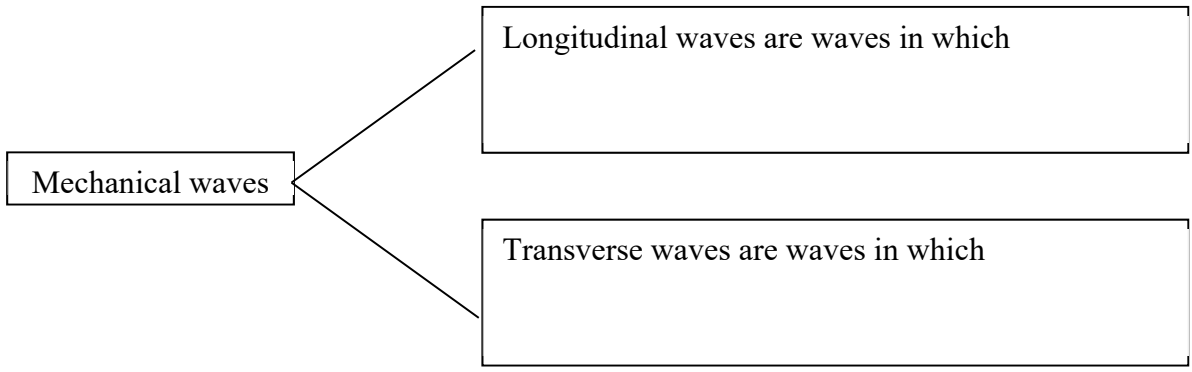 Longitudinal waves are waves in which
Mechanical waves
Transverse waves are waves in which